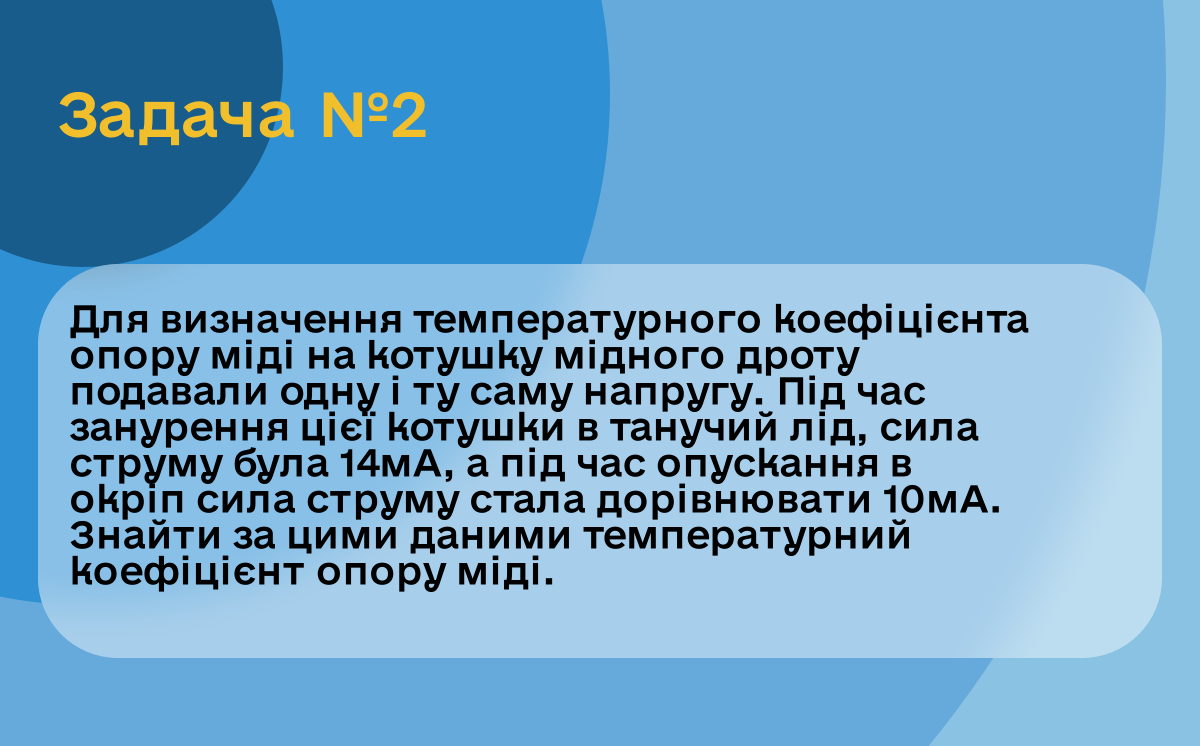 Задача №2
Для визначення температурного коефіцієнта
опору міді на котушку мідного дроту
подавали одну і ту саму напругу. Під час
занурення цієї котушки в танучий лід, сила
струму була 14мА, а під час опускання в
окріп сила струму стала дорівнювати 10мА.
Знайти за цими даними температурний
коефіцієнт опору міді.